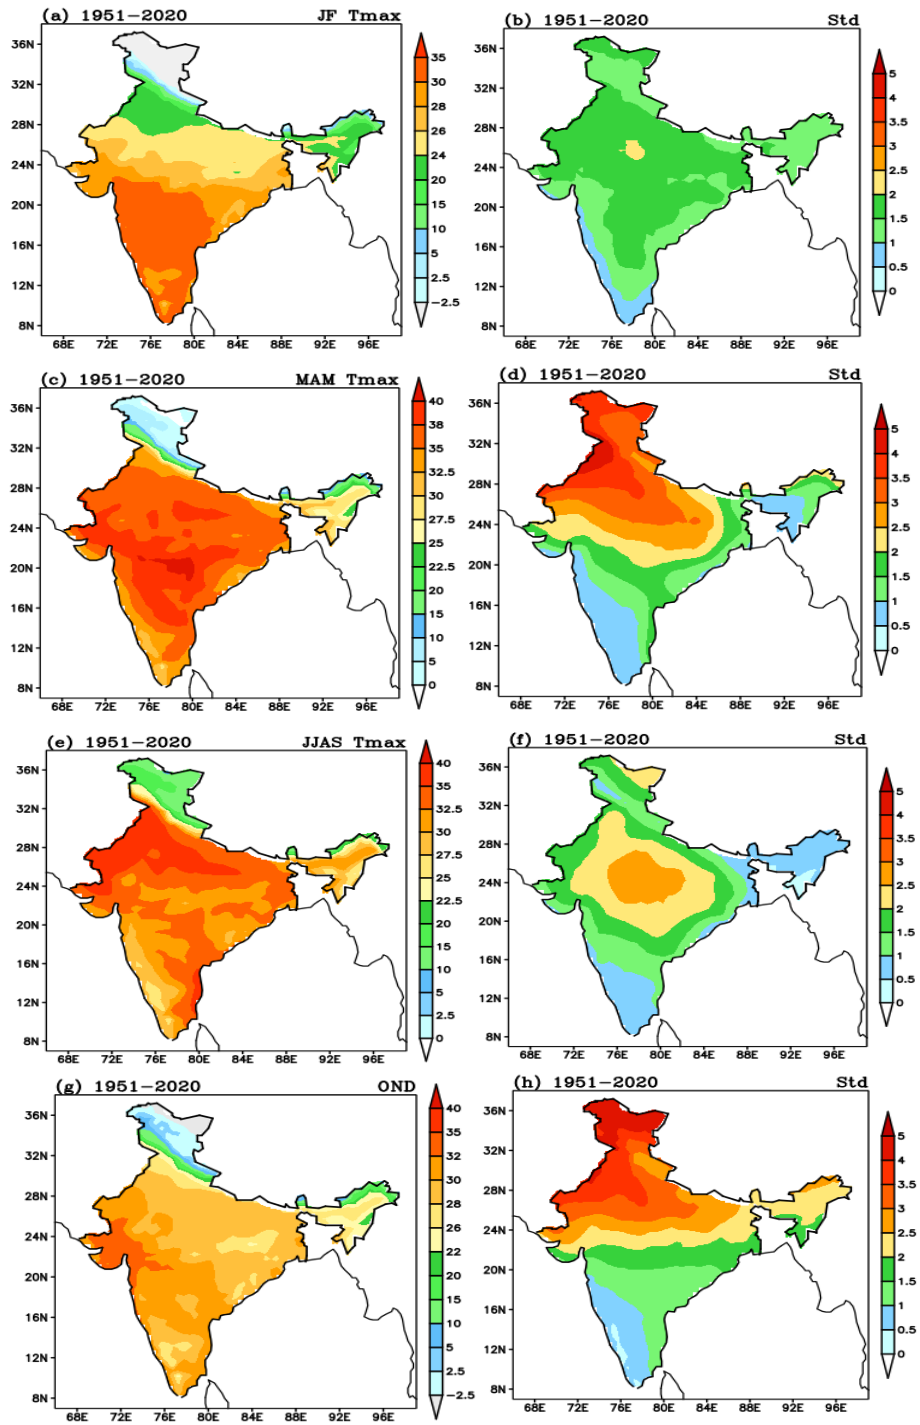 (a) 1951−2020 JF Tmax
36N
32N
28N
24N
20N
16N
12N
8N
68E 72E 76E 80E 84E 88E 92E 96E
35
30
28
26
25
24
20
15
10
5
2.5
−2.5
(b) 1951−2020 Std
36N
32N
28N
24N
20N
16N
12N
8N
68E 72E 76E 80E 84E 88E 92E 96E
5
4
3.5
3
2.5
2
1.5
1
0.5
0
(c) 1951−2020 MAM Tmax
36N
32N
28N
24N
20N
16N
12N
8N
68E 72E 76E 80E 84E 88E 92E 96E
40
38
35
32.5
30
27.5
25
22.5
20
15
10
5
0
(d) 1951−2020 Std
36N
32N
28N
24N
20N
16N
12N
8N
68E 72E 76E 80E 84E 88E 92E 96E
5
4
3.5
3
2.5
2
1.5
1
0.5
0
(e) 1951−2020 JJAS Tmax
36N
32N
28N
24N
20N
16N
12N
8N
68E 72E 76E 80E 84E 88E 92E 96E
40
35
32.5
30
27.5
24
22.5
20
15
10
5
2.5
0
(f) 1951−2020 Std
36N
32N
28N
24N
20N
16N
12N
8N
68E 72E 76E 80E 84E 88E 92E 96E
5
4
3.5
3
2.5
2
1.5
1
0.5
0
(g) 1951−2020 OND
36N
32N
28N
24N
20N
16N
12N
8N
68E 72E 76E 80E 84E 88E 92E 96E
40
35
32
30
28
26
22
20
15
10
5
2.5
−2.5
(h) 1951−2020 Std
36N
32N
28N
24N
20N
16N
12N
8N
68E 72E 76E 80E 84E 88E 92E 96E
5
4
3.5
3
2.5
2
1.5
1
0.5
0